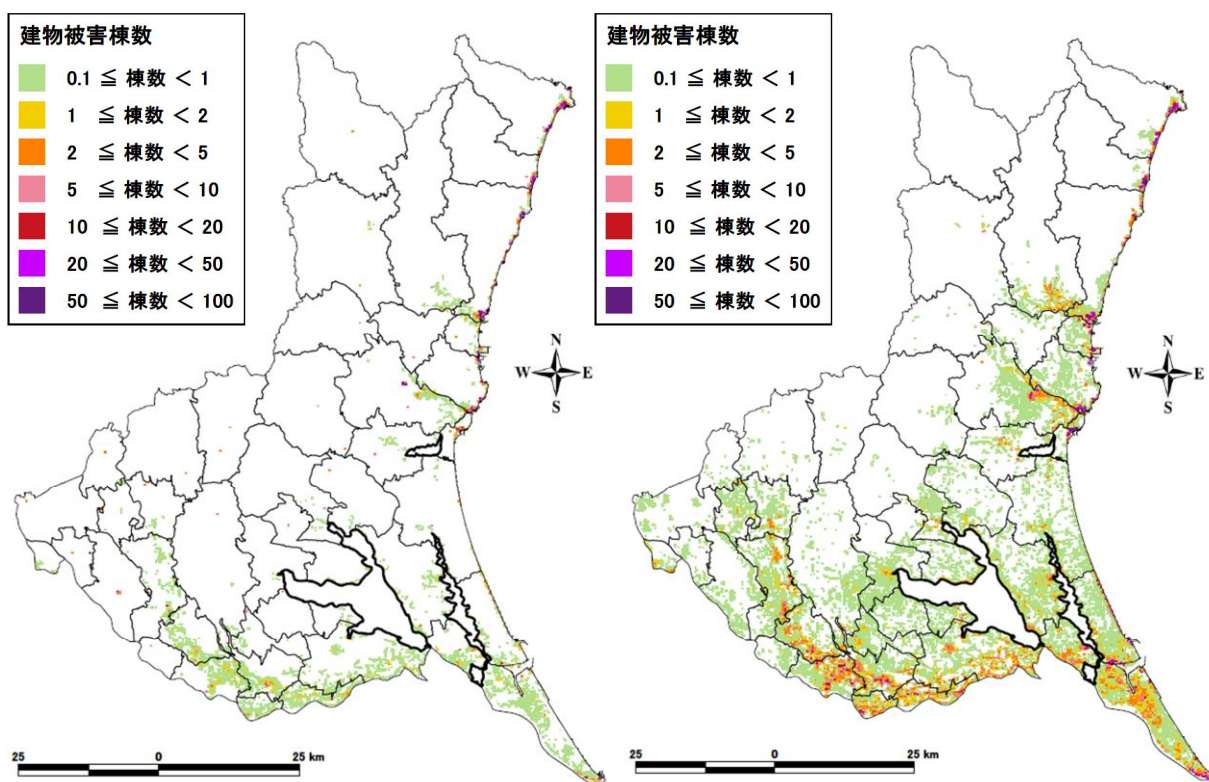 建物被害棟数
0.1 ≦ 棟数 < 1
1 ≦ 棟数 < 2
2 ≦ 棟数 < 5
5 ≦ 棟数 < 10
10 ≦ 棟数 < 20
20 ≦ 棟数 < 50
50 ≦ 棟数 < 100
N
W E
S
25 0 25 km
建物被害棟数
0.1 ≦ 棟数 < 1
1 ≦ 棟数 < 2
2 ≦ 棟数 < 5
5 ≦ 棟数 < 10
10 ≦ 棟数 < 20
20 ≦ 棟数 < 50
50 ≦ 棟数 < 100
N
W E
S
25 0 25 km